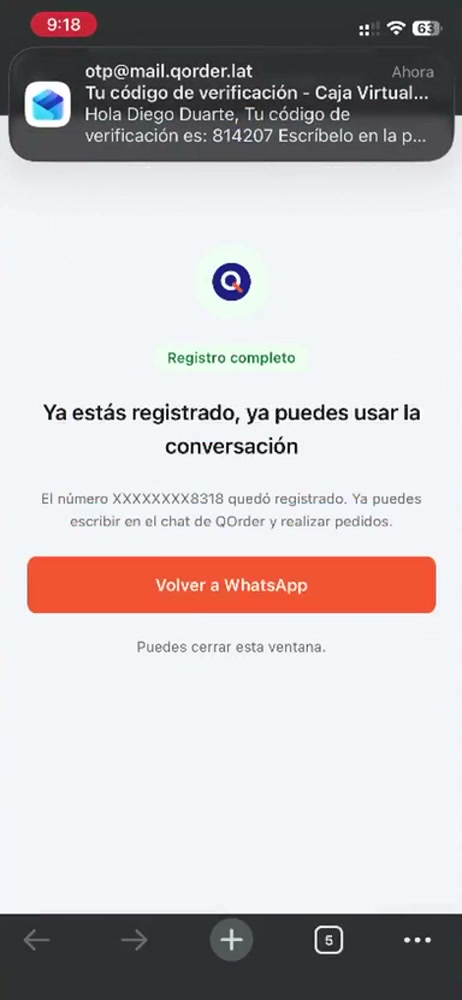 9:18
63
otp@mail.qorder.lat
Ahora
Tu código de verificación - Caja Virtual...
Hola Diego Duarte, Tu código de
verificación es: 814207 Escríbelo en la p...
Registro completo
Ya estás registrado, ya puedes usar la
conversación
El número XXXXXXXX8318 quedó registrado. Ya puedes
escribir en el chat de QOrder y realizar pedidos.
Volver a WhatsApp
Puedes cerrar esta ventana.
5